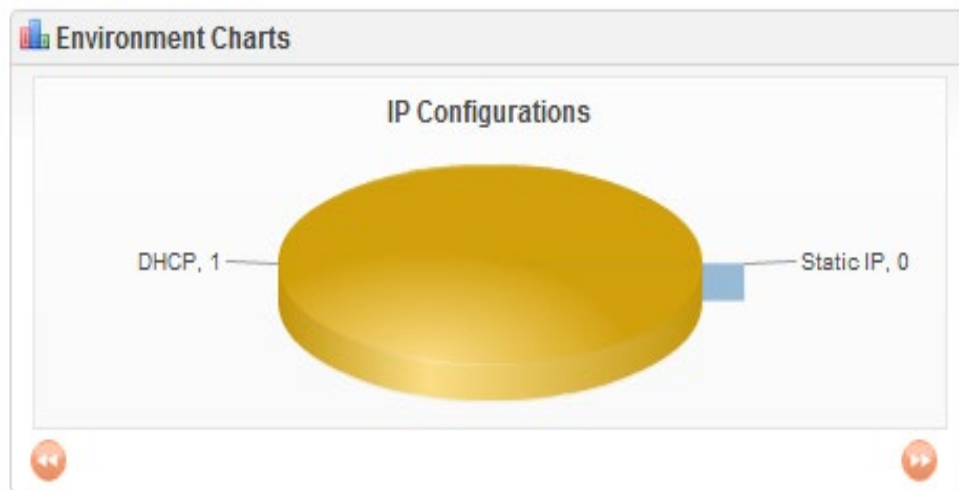 Environment Charts
IP Configurations
DHCP, 1
Static IP, 0